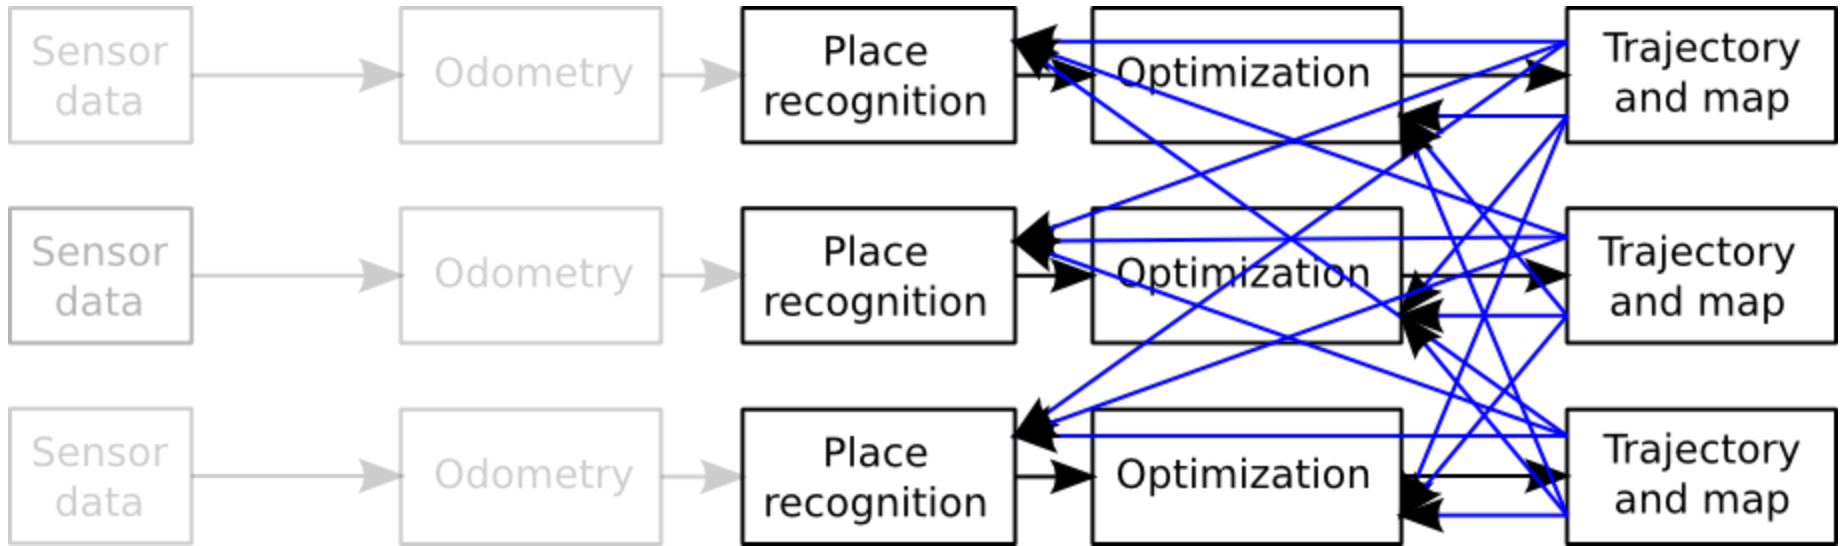 Sensor
data
Odometry
Place
recognition
Optimization
Trajectory
and map
Sensor
data
Odometry
Place
recognition
Optimization
Trajectory
and map
Sensor
data
Odometry
Place
recognition
Optimization
Trajectory
and map